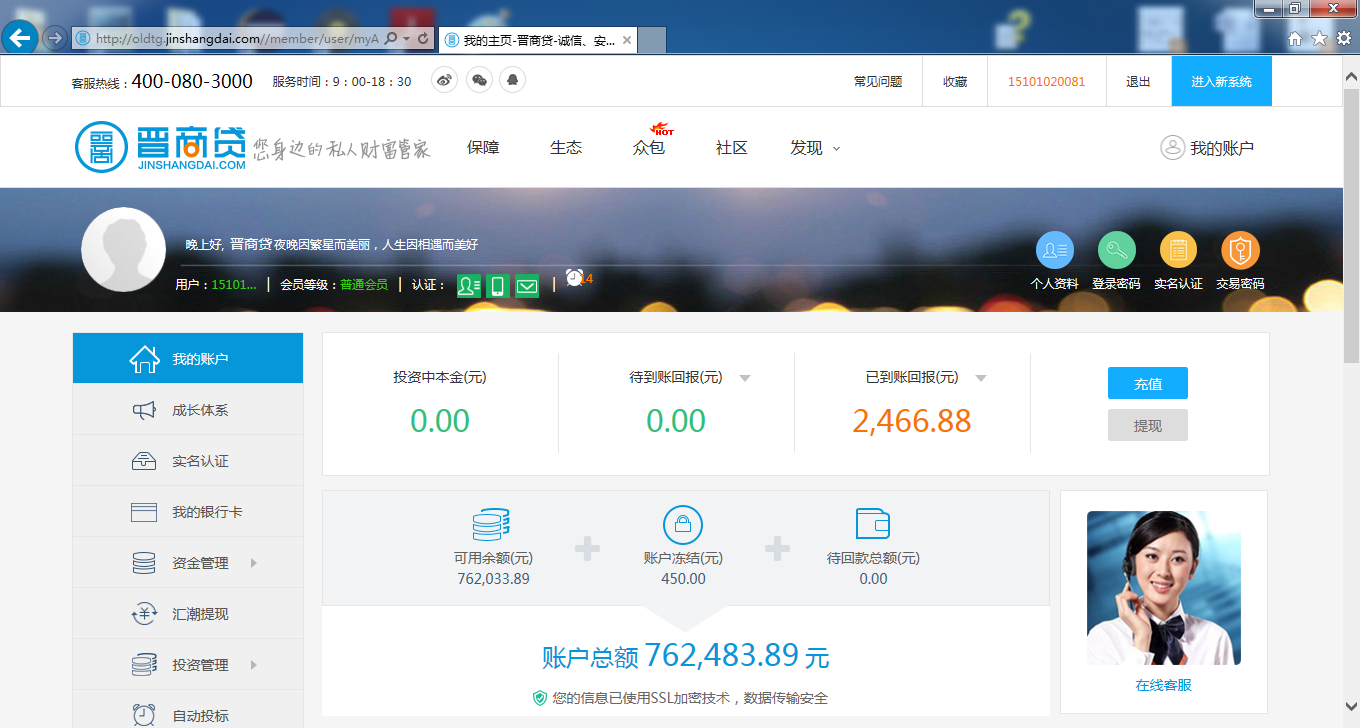 http://oldtg.jinshangdai.com//member/user/myA
我的主页-晋商贷-诚信、安...
客服热线：400-080-3000 服务时间：9：00-18：30
常见问题 收藏 15101020081 退出 进入新系统
晋商贷 JINSHANGDAI.COM 您身边的私人财富管家
保障 生态 众包 HOT 社区 发现 我的账户
晚上好, 晋商贷夜晚因繁星而美丽，人生因相遇而美好
用户：15101... | 会员等级：普通会员 | 认证： | 14
个人资料 登录密码 实名认证 交易密码
我的账户
成长体系
实名认证
我的银行卡
资金管理
汇潮提现
投资管理
自动投标
投资中本金(元) 待到账回报(元) 已到账回报(元)
0.00 0.00 2,466.88
充值
提现
可用余额(元) 账户冻结(元) 待回款总额(元)
762,033.89 450.00 0.00
账户总额 762,483.89 元
您的信息已使用SSL加密技术，数据传输安全
在线客服